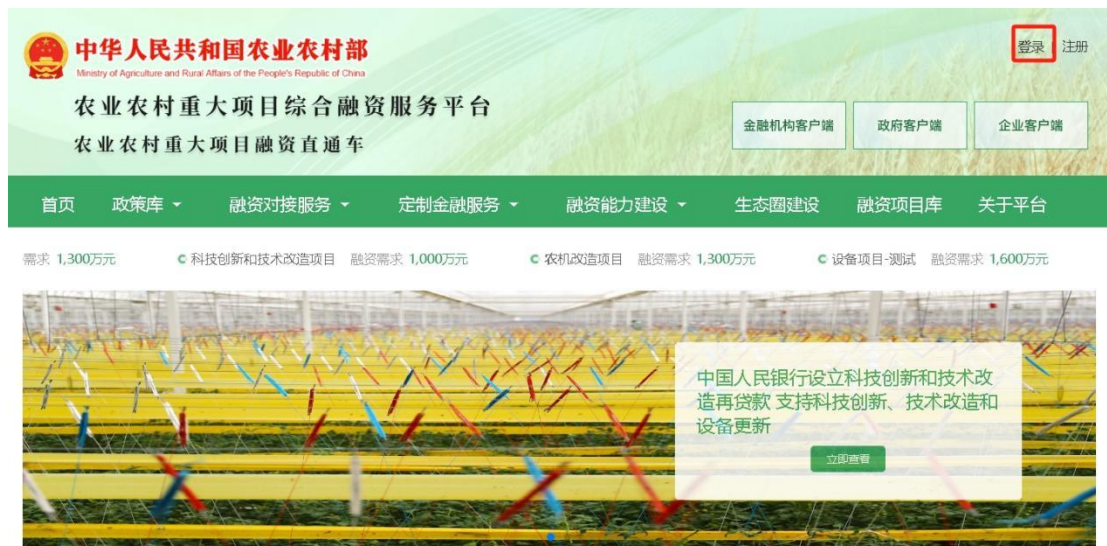 中华人民共和国农业农村部
Ministry of Agriculture and Rural Affairs of the People's Republic of China
登录 注册
农业农村重大项目综合融资服务平台
农业农村重大项目融资直通车
金融机构客户端 政府客户端 企业客户端
首页 政策库 融资对接服务 定制金融服务 融资能力建设 生态圈建设 融资项目库 关于平台
需求 1,300万元 科技创新和技术改造项目 融资需求 1,000万元 农机改造项目 融资需求 1,300万元 设备项目-测试 融资需求 1,600万元
中国人民银行设立科技创新和技术改
造再贷款 支持科技创新、技术改造和
设备更新
立即查看